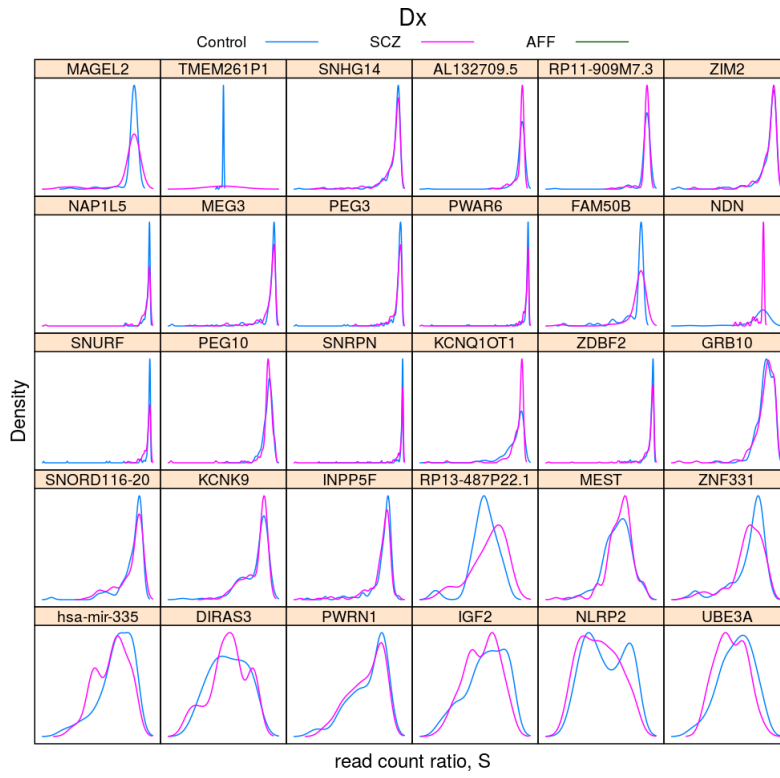 Dx
Control SCZ AFF
MAGEL2 TMEM261P1 SNHG14 AL132709.5 RP11-909M7.3 ZIM2
NAP1L5 MEG3 PEG3 PWAR6 FAM50B NDN
SNURF PEG10 SNRPN KCNQ1OT1 ZDBF2 GRB10
Density
SNORD116-20 KCNK9 INPP5F RP13-487P22.1 MEST ZNF331
hsa-mir-335 DIRAS3 PWRN1 IGF2 NLRP2 UBE3A
read count ratio, S